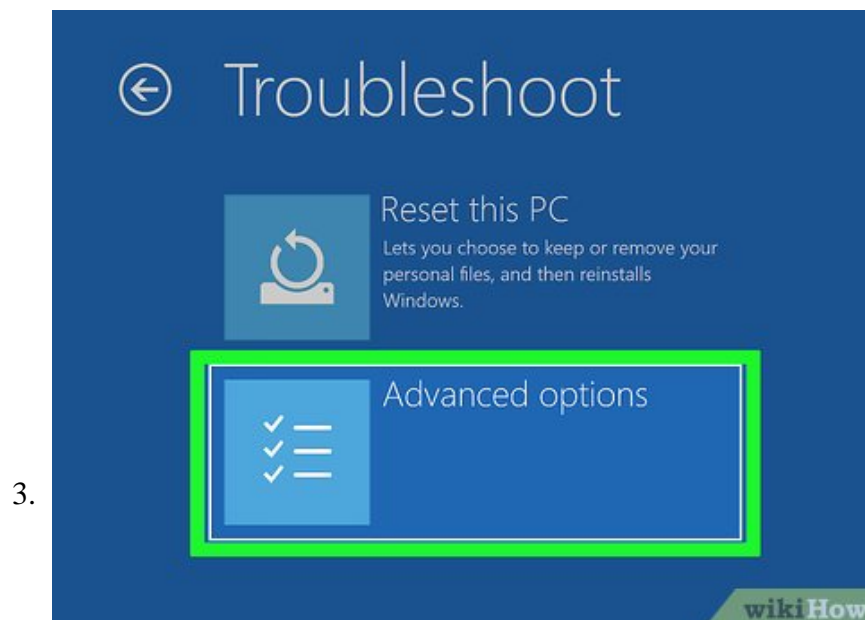 Troubleshoot
Reset this PC
Lets you choose to keep or remove your
personal files, and then reinstalls
Windows.
Advanced options
3.
wikiHow